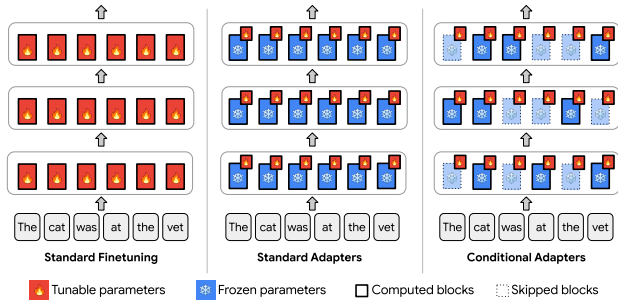 The cat was at the vet
The cat was at the vet
The cat was at the vet
Standard Finetuning
Standard Adapters
Conditional Adapters
Tunable parameters
Frozen parameters
Computed blocks
Skipped blocks